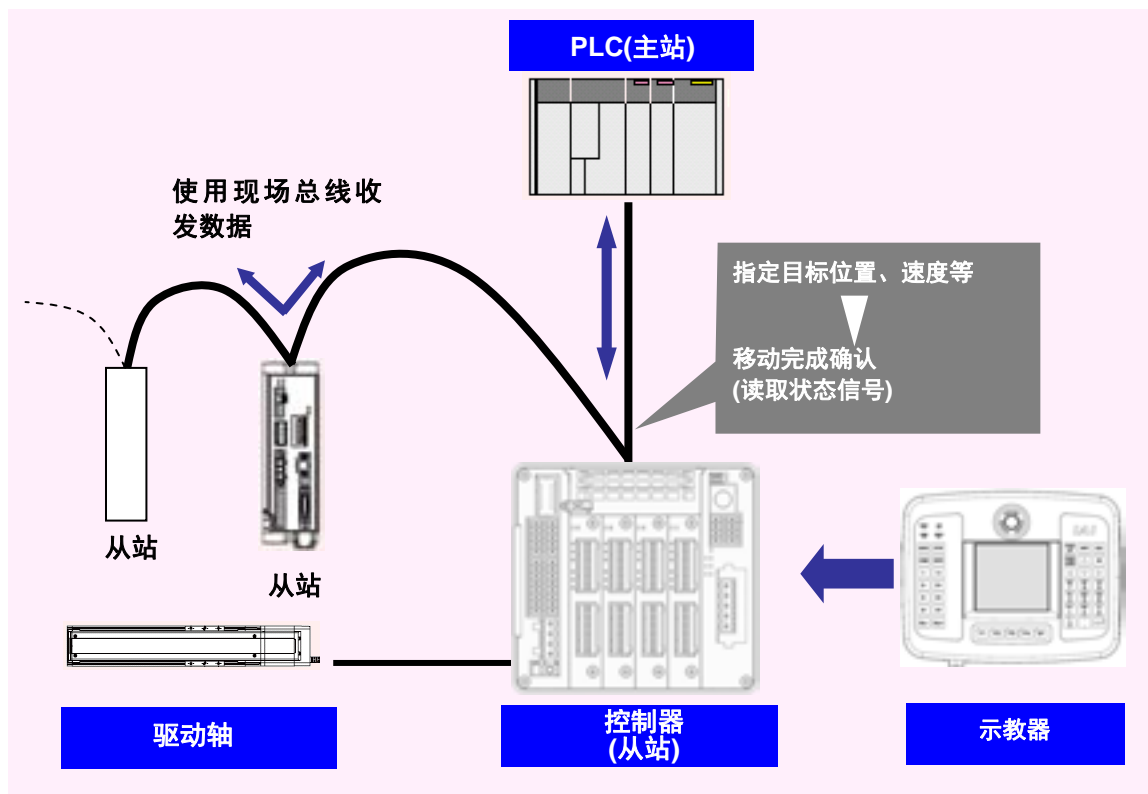 PLC(主站)
使用现场总线收
发数据
指定目标位置、速度等
移动完成确认
(读取状态信号)
从站
从站
驱动轴
控制器
(从站)
示教器